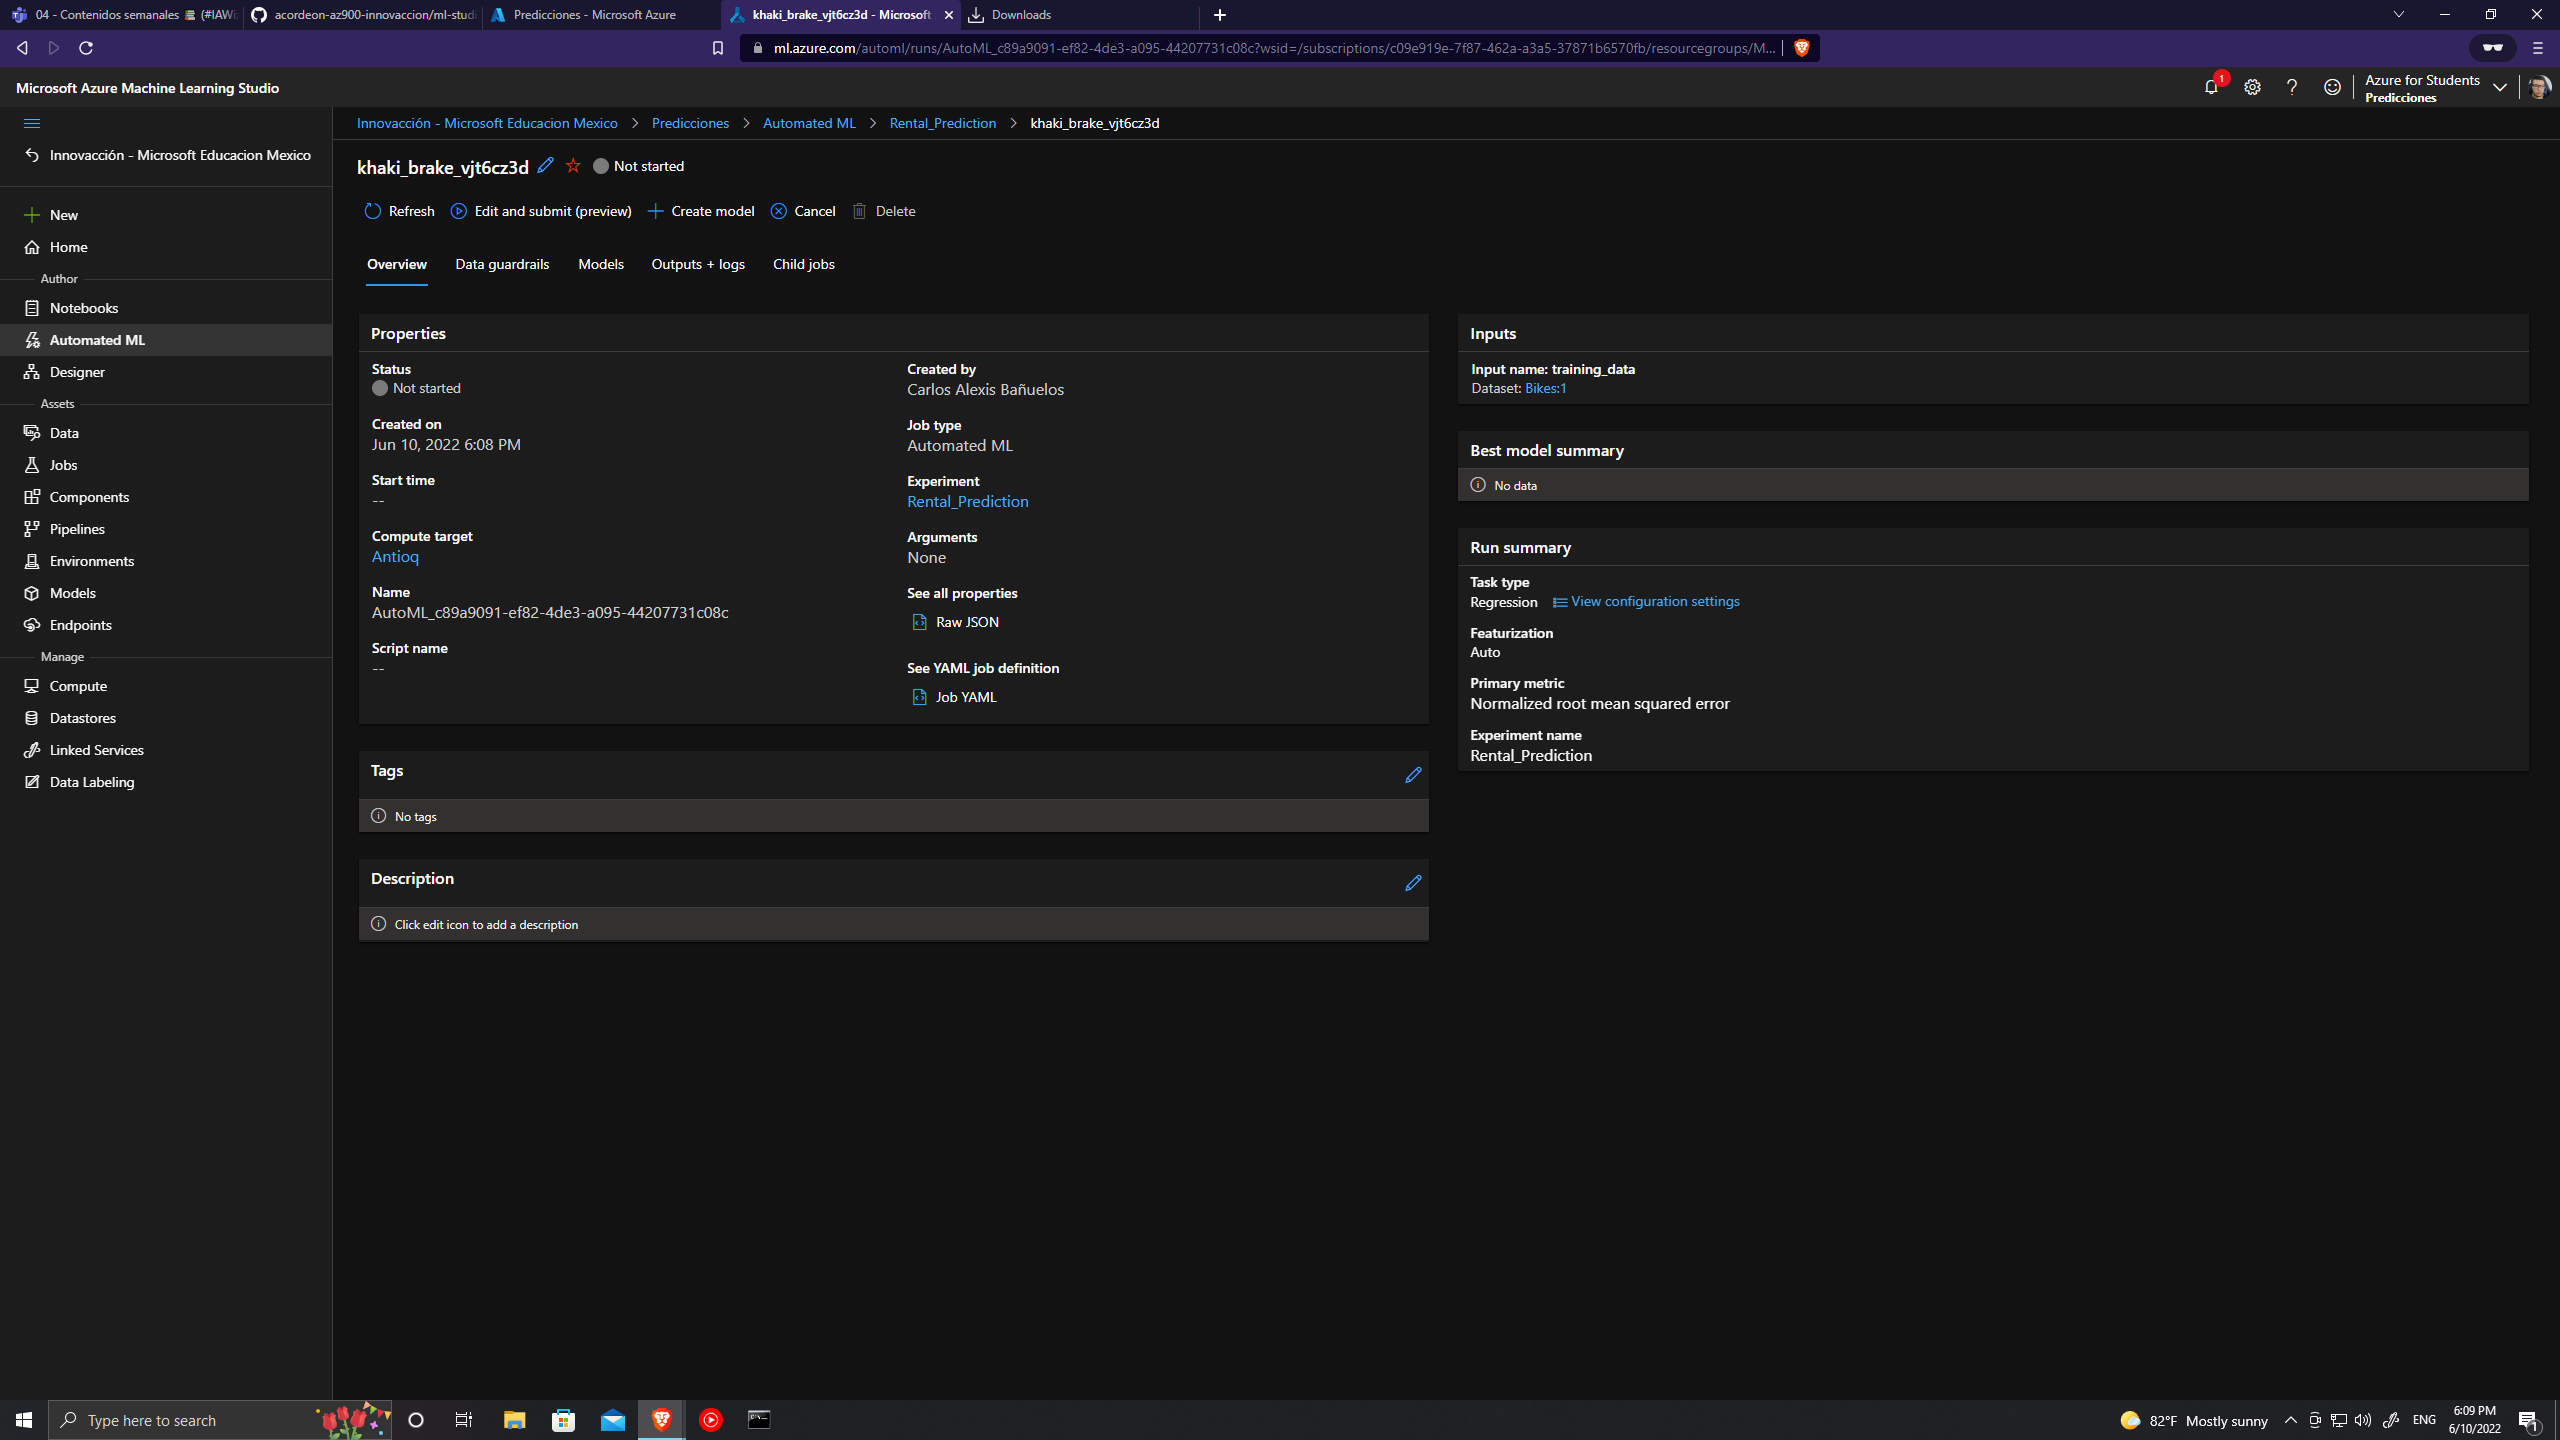 04 - Contenidos semanales
(#IAWi
acordeon-az900-innovaccion/ml-studi
Predicciones - Microsoft Azure
khaki_brake_vjt6cz3d - Microsoft
Downloads
ml.azure.com/automl/runs/AutoML_c89a9091-ef82-4de3-a095-44207731c08c?wsid=/subscriptions/c09e919e-7f87-462a-a3a5-37871b6570fb/resourcegroups/M...
Microsoft Azure Machine Learning Studio
1
Azure for Students
Predicciones
Innovacción - Microsoft Educacion Mexico
New
Home
Author
Notebooks
Automated ML
Designer
Assets
Data
Jobs
Components
Pipelines
Environments
Models
Endpoints
Manage
Compute
Datastores
Linked Services
Data Labeling
Innovacción - Microsoft Educacion Mexico > Predicciones > Automated ML > Rental_Prediction > khaki_brake_vjt6cz3d
khaki_brake_vjt6cz3d
Not started
Refresh
Edit and submit (preview)
Create model
Cancel
Delete
Overview
Data guardrails
Models
Outputs + logs
Child jobs
Properties
Status
Not started
Created on
Jun 10, 2022 6:08 PM
Start time
--
Compute target
Antioq
Name
AutoML_c89a9091-ef82-4de3-a095-44207731c08c
Script name
--
Created by
Carlos Alexis Bañuelos
Job type
Automated ML
Experiment
Rental_Prediction
Arguments
None
See all properties
Raw JSON
See YAML job definition
Job YAML
Tags
No tags
Description
Click edit icon to add a description
Inputs
Input name: training_data
Dataset: Bikes:1
Best model summary
No data
Run summary
Task type
Regression
View configuration settings
Featurization
Auto
Primary metric
Normalized root mean squared error
Experiment name
Rental_Prediction
Type here to search
82°F Mostly sunny
ENG
6:09 PM
6/10/2022
1